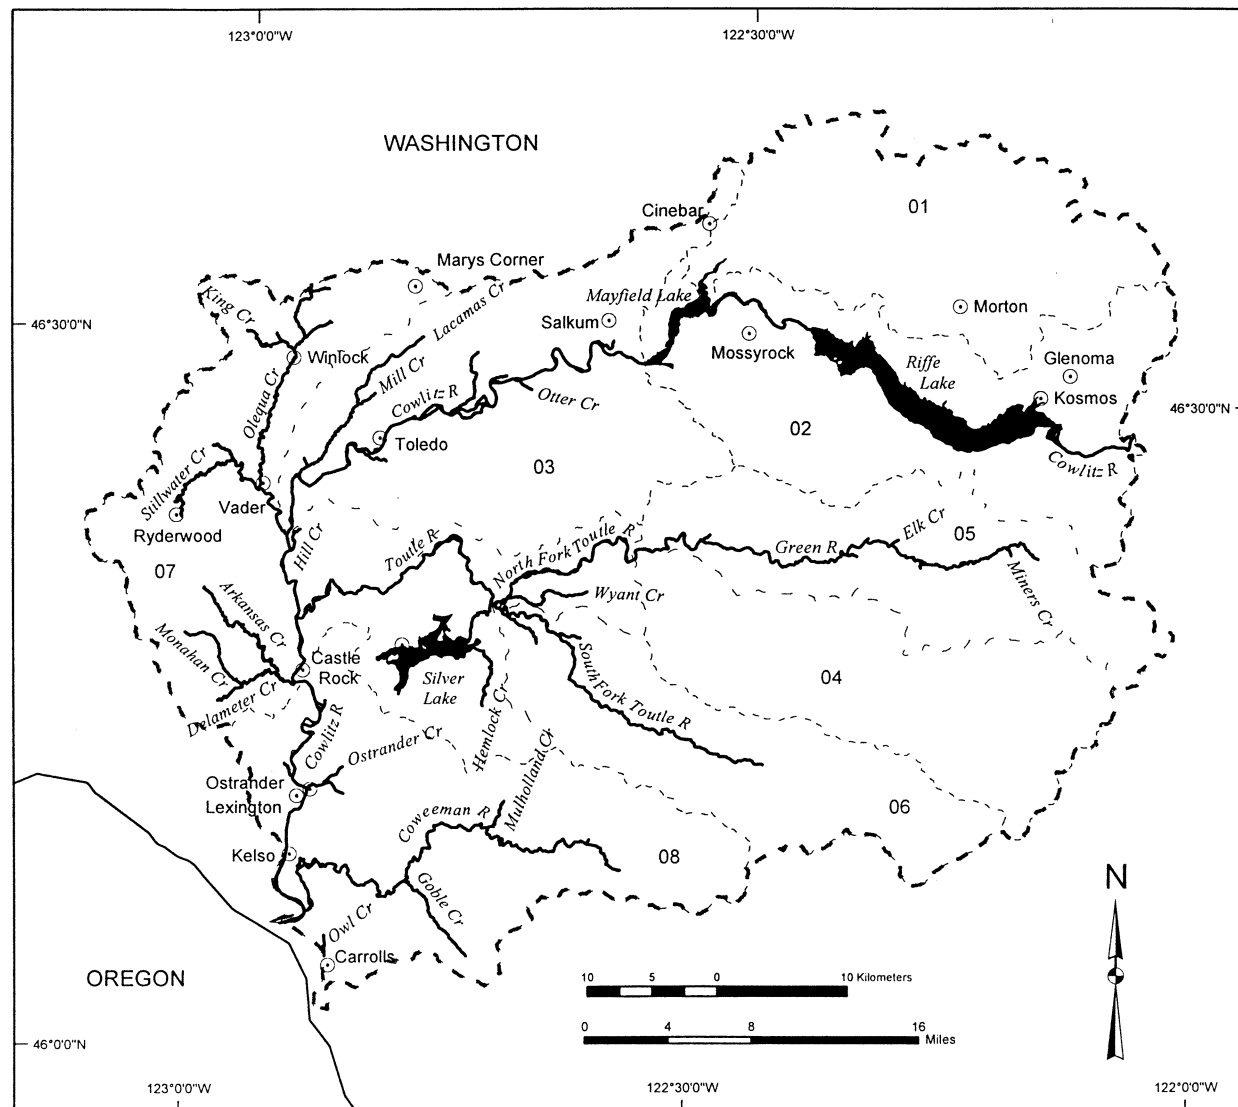 123°0'0"W
122°30'0"W
WASHINGTON
01
Cinebar
Marys Corner
King Cr
Lacamas Cr
Mayfield Lake
46°30'0"N
Salkum
Morton
Winlock
Mossyrock
Mill Cr
Riffe
Lake
Glenoma
Olequa Cr
Cowlitz R
Otter Cr
Kosmos
46°30'0"N
Toledo
02
Stillwater Cr
03
Cowlitz R
Vader
Ryderwood
Hill Cr
Toutle R
North Fork Toutle R
Elk Cr
05
Green R
07
Arkansas Cr
Wyant Cr
Miners Cr
Monahan Cr
Castle
Rock
Silver
Lake
South Fork Toutle R
04
Delameter Cr
Hemlock Cr
Cowlitz R
Ostrander Cr
Mulholland Cr
Ostrander
Lexington
06
Coweeman R
Kelso
08
Goble Cr
N
Owl Cr
Carrolls
OREGON
10 5 0 10 Kilometers
0 4 8 16
Miles
46°0'0"N
123°0'0"W
122°30'0"W
122°0'0"W